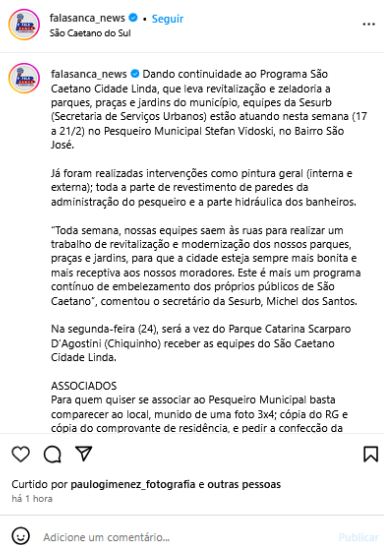 falasanca_news • Seguir
São Caetano do Sul
falasanca_news Dando continuidade ao Programa São
Caetano Cidade Linda, que leva revitalização e zeladoria a
parques, praças e jardins do município, equipes da Sesurb
(Secretaria de Serviços Urbanos) estão atuando nesta semana (17
a 21/2) no Pesqueiro Municipal Stefan Vidoski, no Bairro São
José.
Já foram realizadas intervenções como pintura geral (interna e
externa); toda a parte de revestimento de paredes da
administração do pesqueiro e a parte hidráulica dos banheiros.
“Toda semana, nossas equipes saem às ruas para realizar um
trabalho de revitalização e modernização dos nossos parques,
praças e jardins, para que a cidade esteja sempre mais bonita e
mais receptiva aos nossos moradores. Este é mais um programa
contínuo de embelezamento dos próprios públicos de São
Caetano”, comentou o secretário da Sesurb, Michel dos Santos.
Na segunda-feira (24), será a vez do Parque Catarina Scarparo
D’Agostini (Chiquinho) receber as equipes do São Caetano
Cidade Linda.
ASSOCIADOS
Para quem quiser se associar ao Pesqueiro Municipal basta
comparecer ao local, munido de uma foto 3x4; cópia do RG e
cópia do comprovante de residência, e pedir a confecção da
Curtido por paulogimenez_fotografia e outras pessoas
há 1 hora
Adicione um comentário...
Publicar